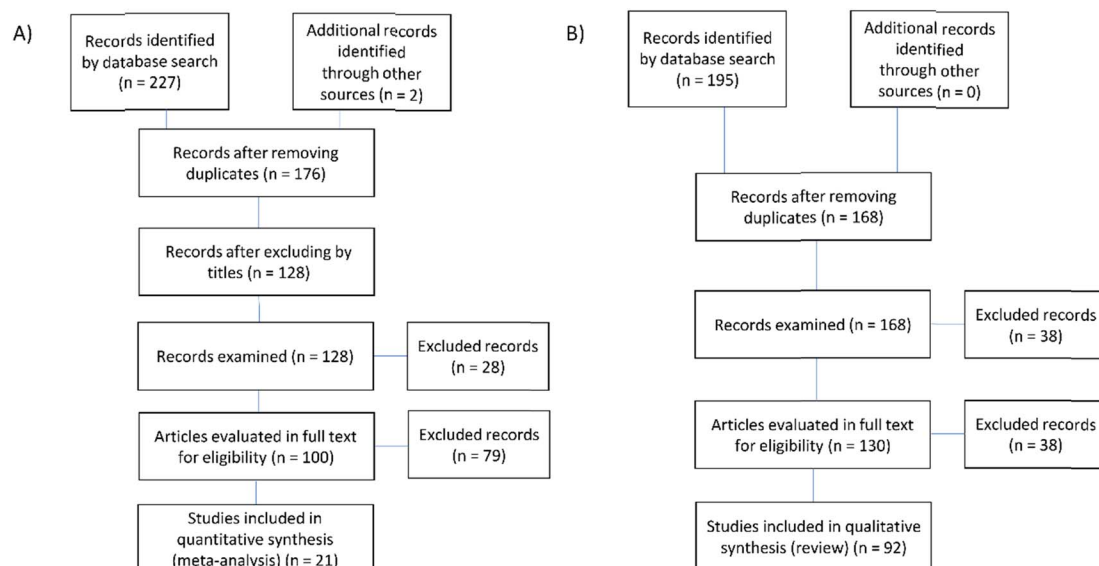 A)
Records identified
by database search
(n = 227)
Additional records
identified
through other
sources (n = 2)
Records after removing
duplicates (n = 176)
Records after excluding by
titles (n = 128)
Records examined (n = 128)
Excluded records
(n = 28)
Articles evaluated in full text
for eligibility (n = 100)
Excluded records
(n = 79)
Studies included in
quantitative synthesis
(meta-analysis) (n = 21)
B)
Records identified
by database search
(n = 195)
Additional records
identified
through other
sources (n = 0)
Records after removing
duplicates (n = 168)
Records examined (n = 168)
Excluded records
(n = 38)
Articles evaluated in full text
for eligibility (n = 130)
Excluded records
(n = 38)
Studies included in qualitative
synthesis (review) (n = 92)